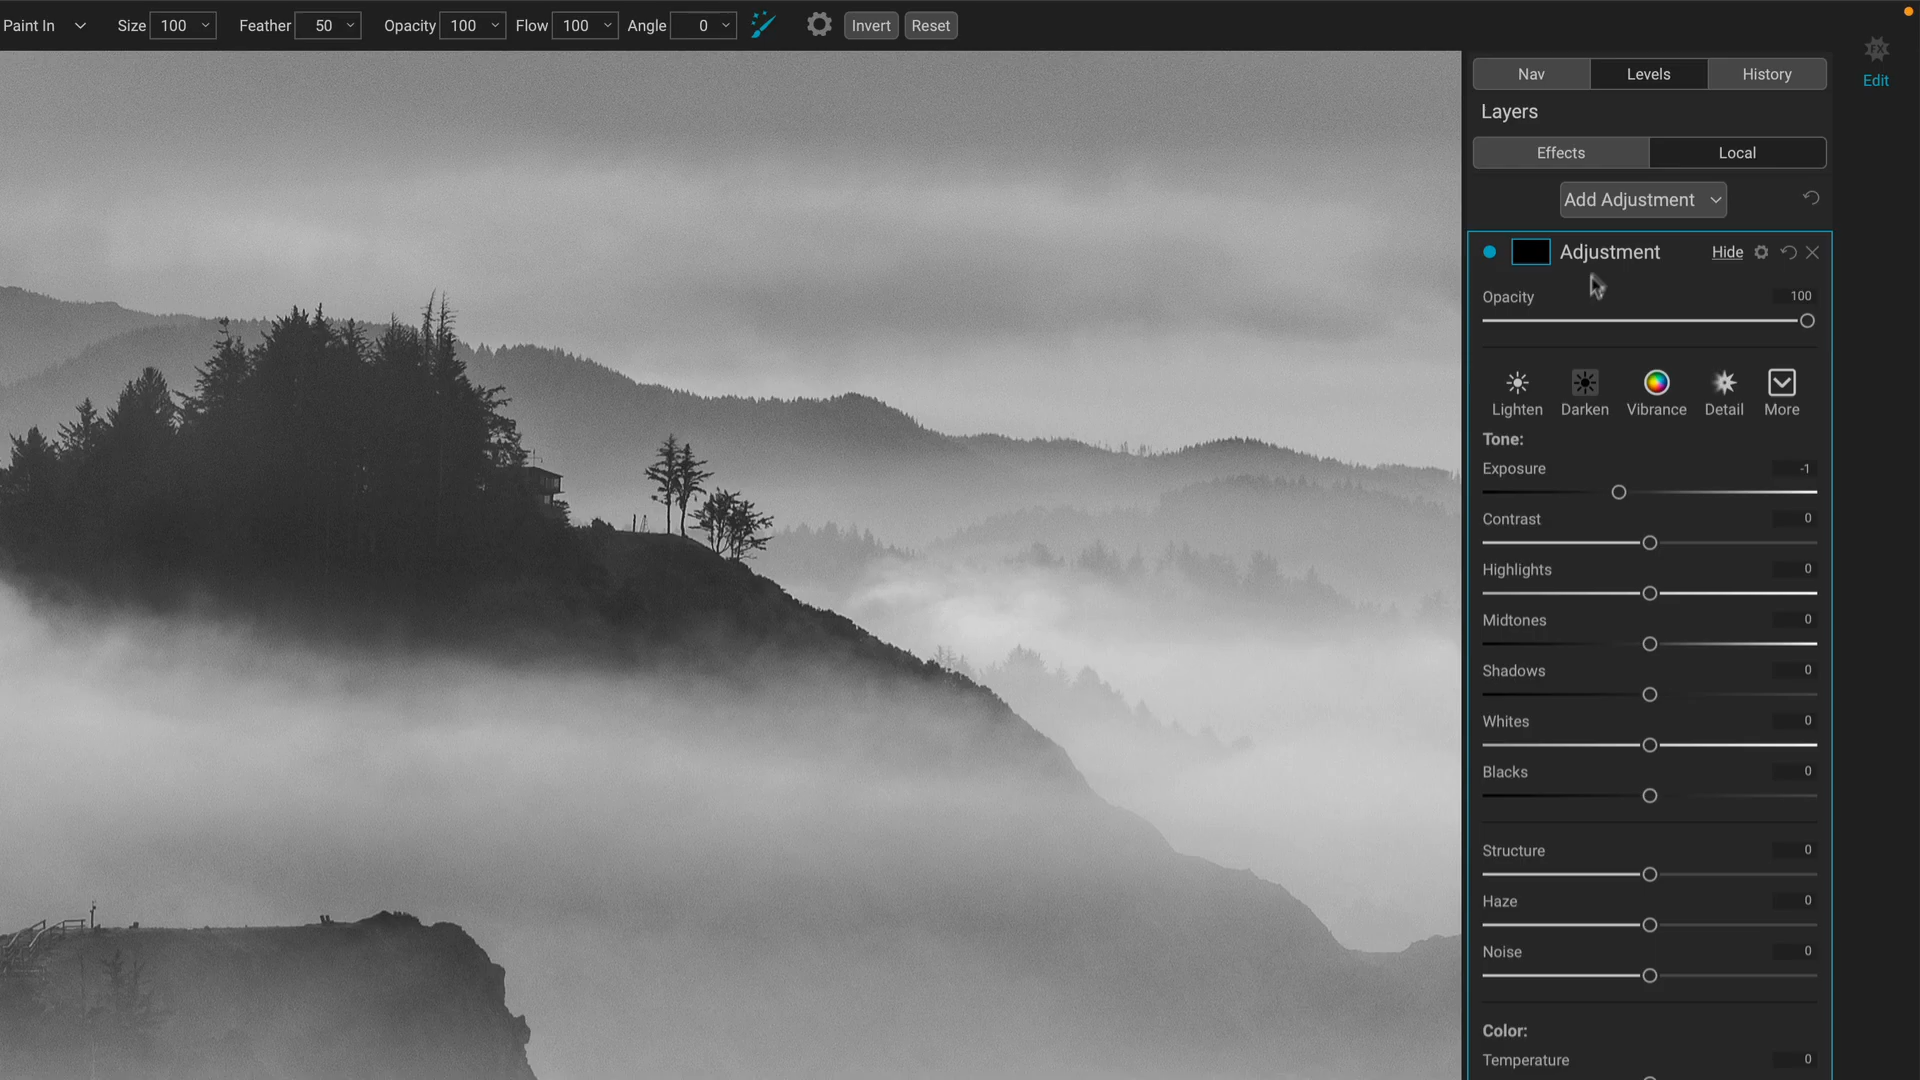 Paint In Size 100 Feather 50 Opacity 100 Flow 100 Angle 0 Invert Reset
FX
Edit
Nav Levels History
Layers
Effects Local
Add Adjustment
Adjustment Hide
Opacity 100
Lighten Darken Vibrance Detail More
Tone:
Exposure -1
Contrast 0
Highlights 0
Midtones 0
Shadows 0
Whites 0
Blacks 0
Structure 0
Haze 0
Noise 0
Color:
Temperature 0